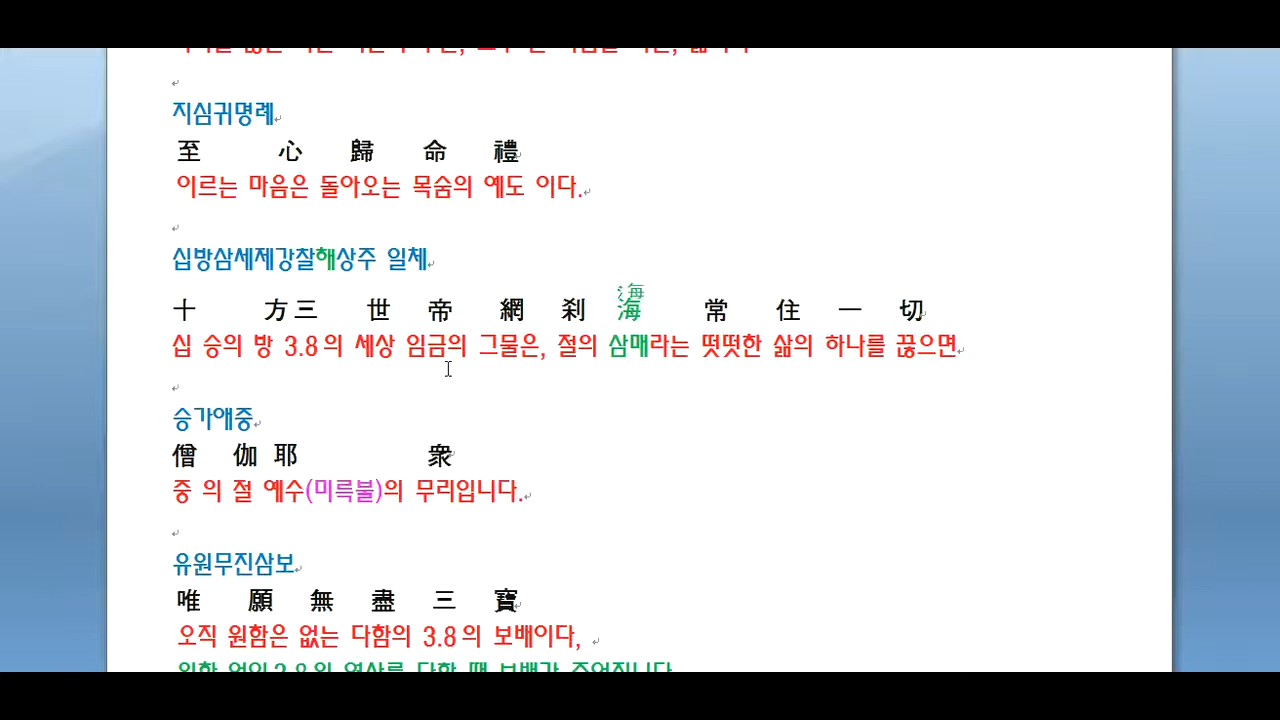 지심귀명례
至 心 歸 命 禮
이르는 마음은 돌아오는 목숨의 예도 이다.
십방삼세제강찰해상주 일체
氵每
十 方 三 世 帝 網 刹 海 常 住 一 切
십 승의 방 3.8 의 세상 임금의 그물은, 절의 삼매라는 떳떳한 삶의 하나를 끊으면
승가애중
僧 伽 耶 衆
중 의 절 예수(미륵불)의 무리입니다.
유원무진삼보
唯 願 無 盡 三 寶
오직 원함은 없는 다함의 3.8 의 보배이다,